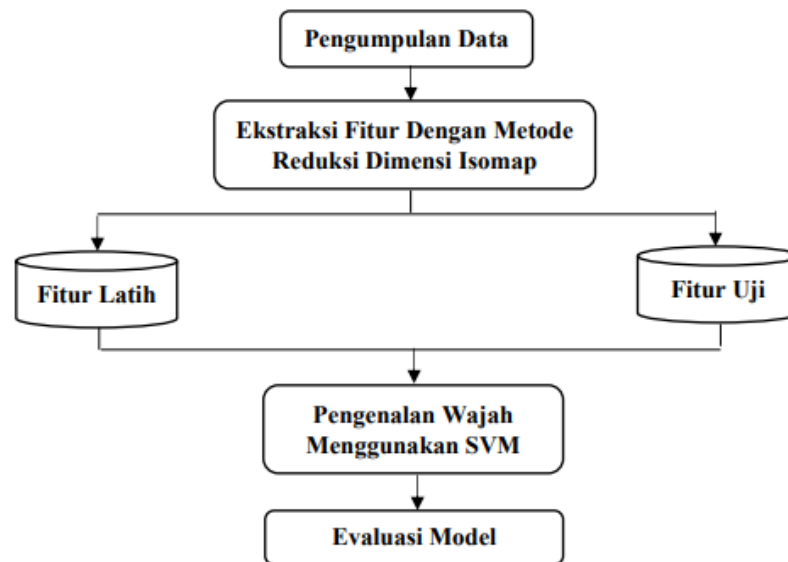 Pengumpulan Data
Ekstraksi Fitur Dengan Metode
Reduksi Dimensi Isomap
Fitur Latih
Fitur Uji
Pengenalan Wajah
Menggunakan SVM
Evaluasi Model